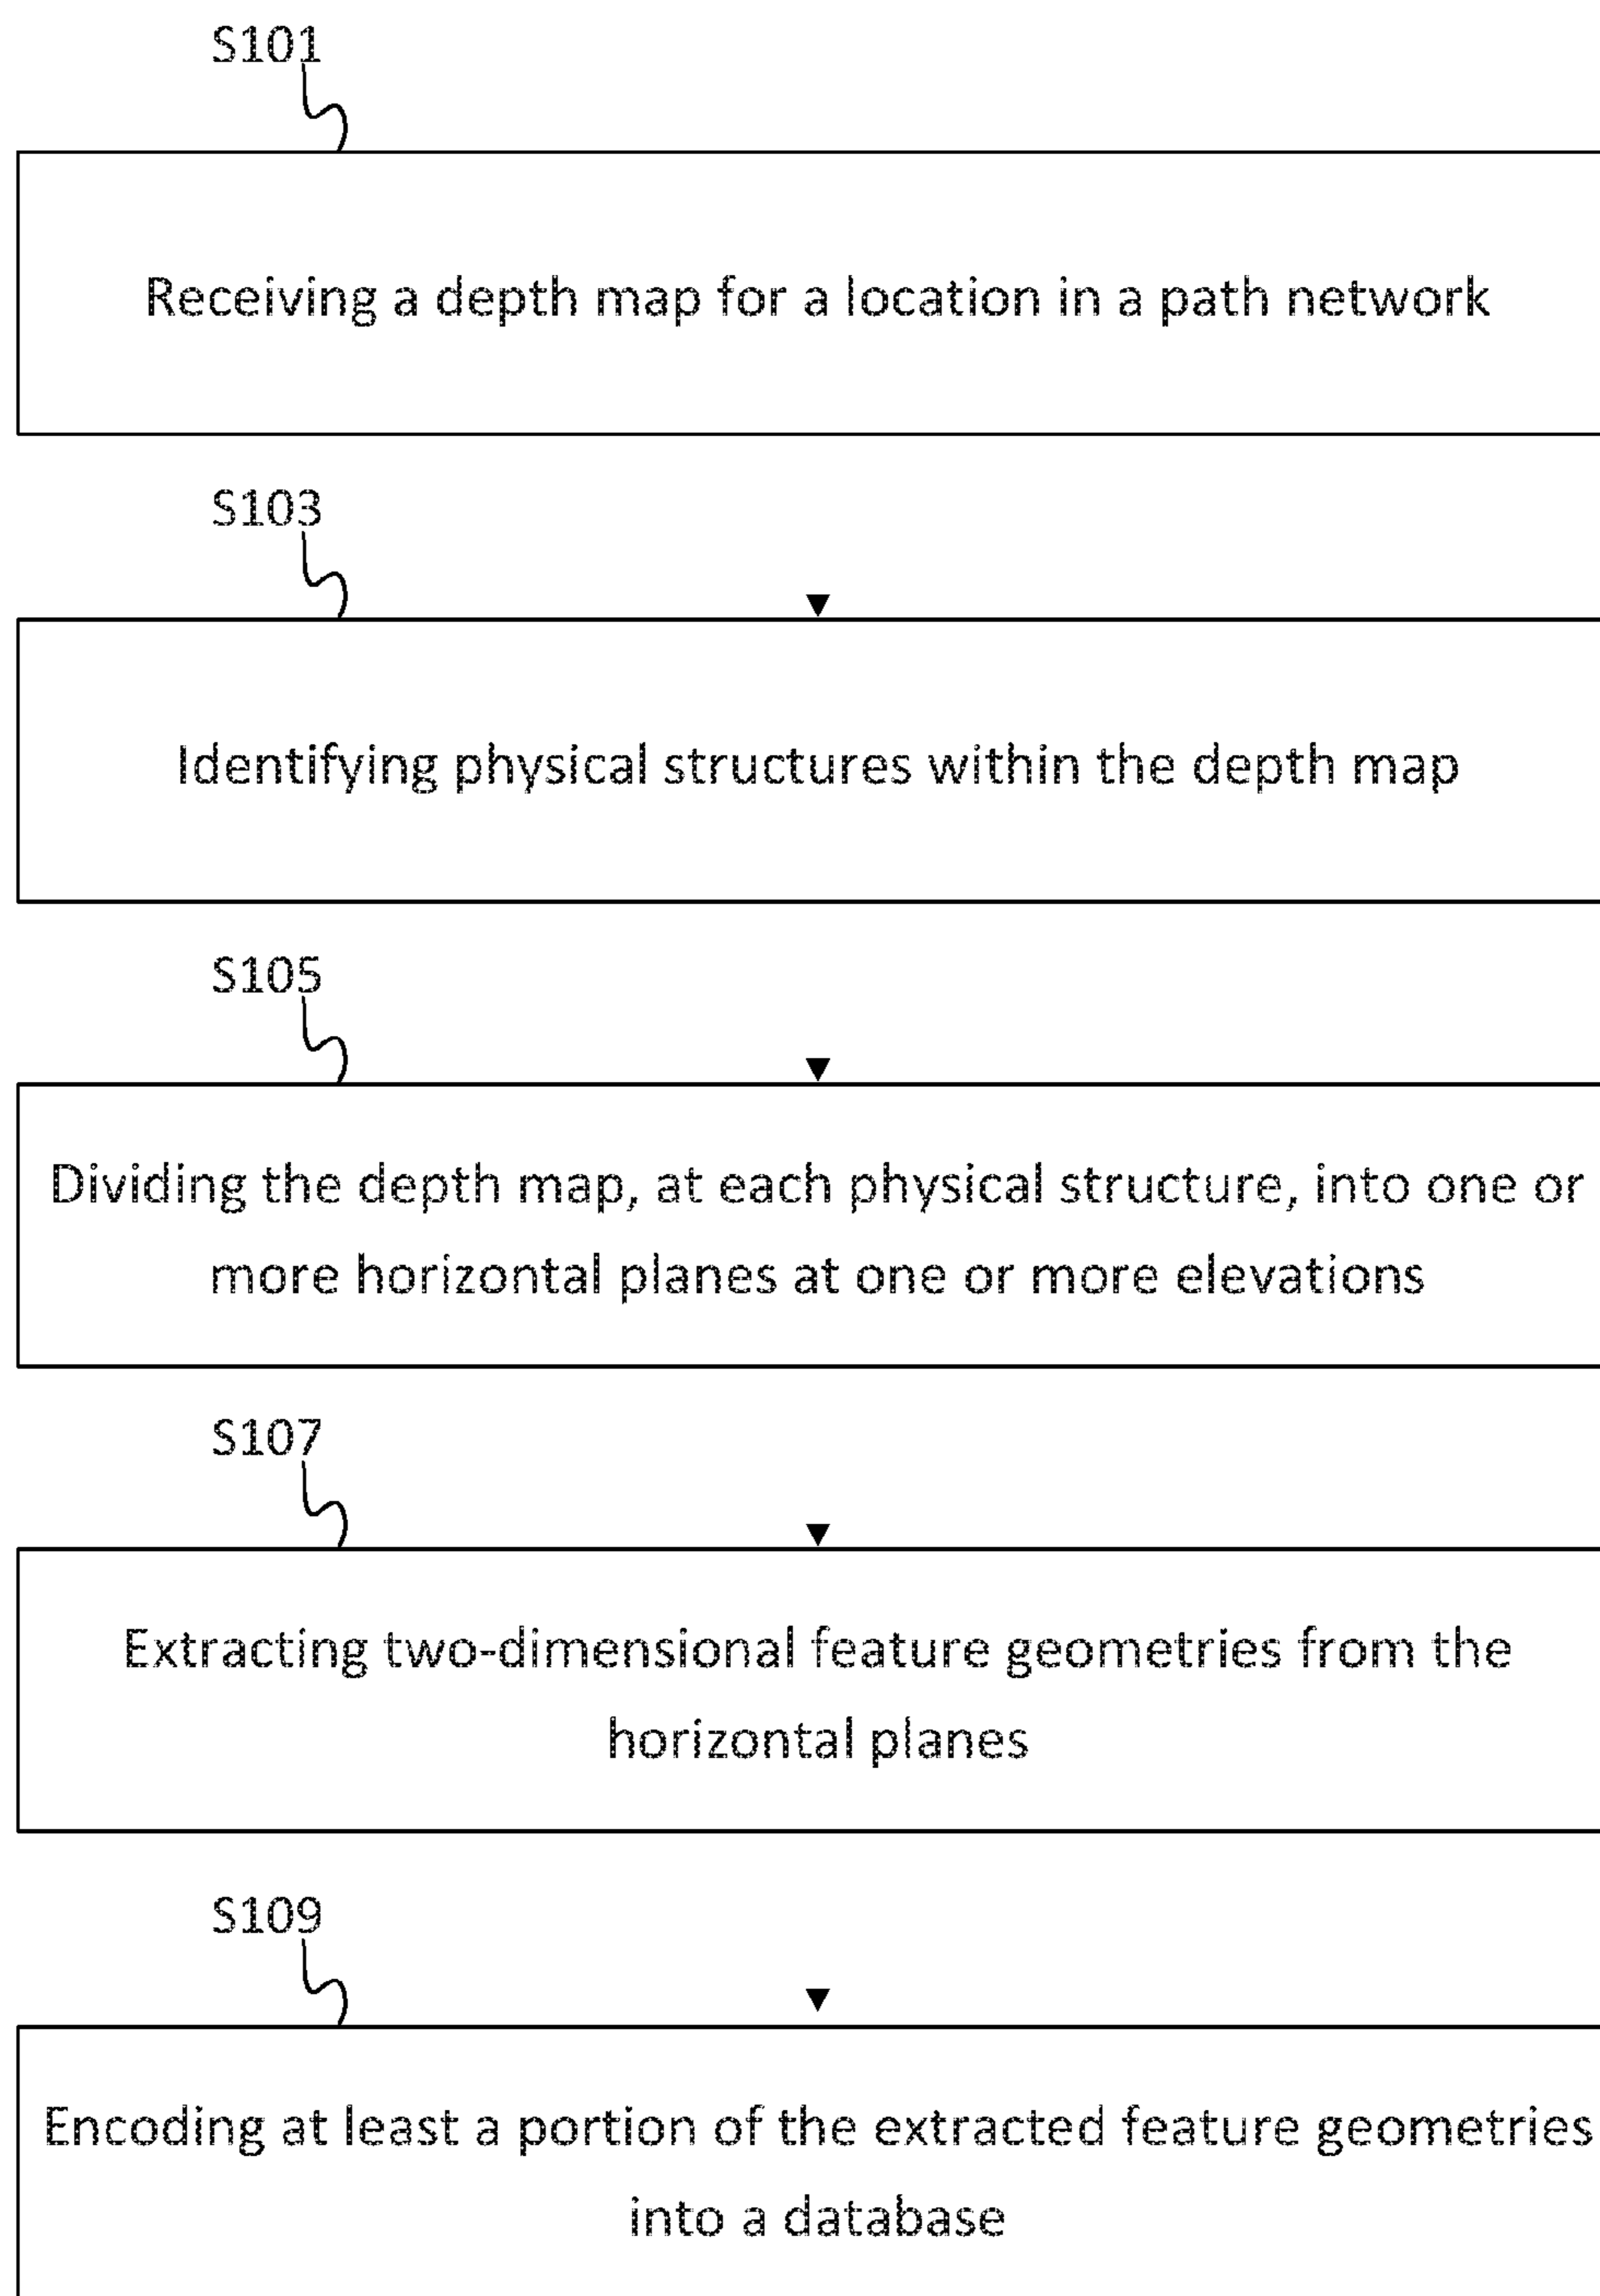 S101
Receiving a depth map for a location in a path network
S103
Identifying physical structures within the depth map
S105
Dividing the depth map, at each physical structure, into one or
more horizontal planes at one or more elevations
S107
Extracting two-dimensional feature geometries from the
horizontal planes
S109
Encoding at least a portion of the extracted feature geometries
into a database